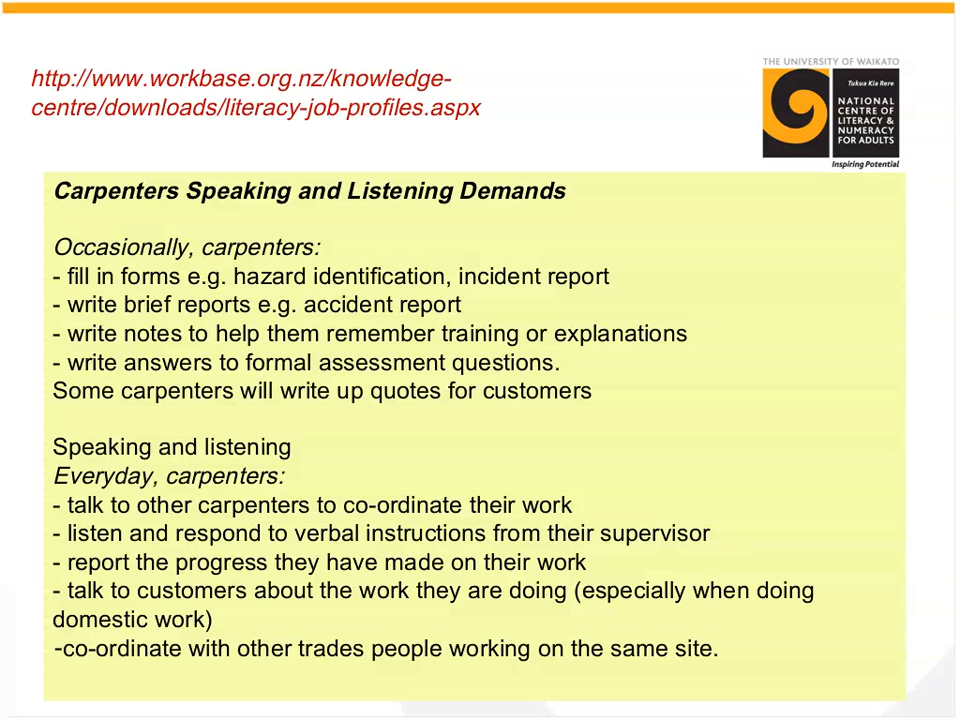 http://www.workbase.org.nz/knowledge-
centre/downloads/literacy-job-profiles.aspx
THE UNIVERSITY OF WAIKATO
Tukua Kia Rere
NATIONAL
CENTRE OF
LITERACY &
NUMERACY
FOR ADULTS
Inspiring Potential
Carpenters Speaking and Listening Demands
Occasionally, carpenters:
- fill in forms e.g. hazard identification, incident report
- write brief reports e.g. accident report
- write notes to help them remember training or explanations
- write answers to formal assessment questions.
Some carpenters will write up quotes for customers
Speaking and listening
Everyday, carpenters:
- talk to other carpenters to co-ordinate their work
- listen and respond to verbal instructions from their supervisor
- report the progress they have made on their work
- talk to customers about the work they are doing (especially when doing
domestic work)
-co-ordinate with other trades people working on the same site.